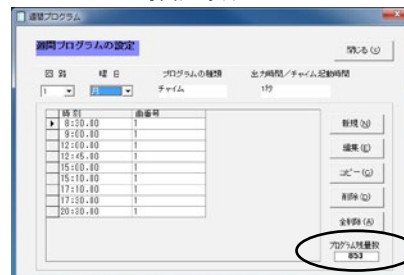 週間プログラム
週間プログラムの設定
閉じる(X)
回路 曜日 プログラムの種類 出力時間/チャイム起動時間
1 月 チャイム 1秒
時刻 曲番号
8:30.00 1
9:00.00 1
12:00.00 1
12:45.00 1
15:00.00 1
15:10.00 1
17:10.00 1
17:30.00 1
20:30.00 1
新規(N)
編集(E)
コピー(C)
削除(D)
全削除(A)
プログラム残量数
853